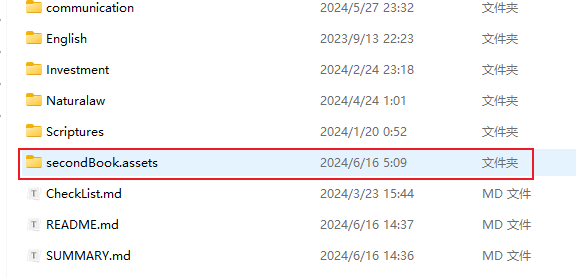 communication 2024/5/27 23:32 文件夹
English 2023/9/13 22:23 文件夹
Investment 2024/2/24 23:18 文件夹
Naturalaw 2024/4/24 1:01 文件夹
Scriptures 2024/1/20 0:52 文件夹
secondBook.assets 2024/6/16 5:09 文件夹
T CheckList.md 2024/3/23 15:44 MD 文件
T README.md 2024/6/16 14:37 MD 文件
T SUMMARY.md 2024/6/16 14:36 MD 文件